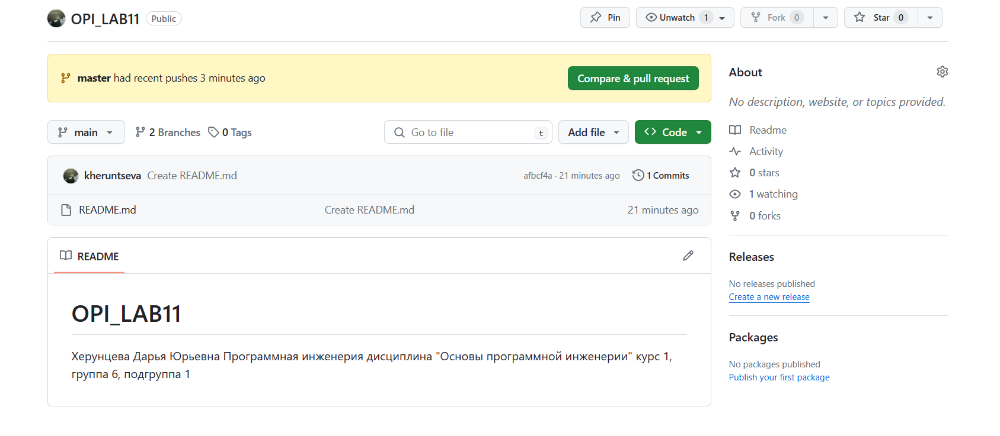 OPI_LAB11 Public
Pin
Unwatch 1
Fork 0
Star 0
master had recent pushes 3 minutes ago
Compare & pull request
main
2 Branches
0 Tags
Go to file
t
Add file
<> Code
kheruntseva Create README.md
afbcf4a · 21 minutes ago
1 Commits
README.md
Create README.md
21 minutes ago
README
OPI_LAB11
Херунцева Дарья Юрьевна Программная инженерия дисциплина "Основы программной инженерии" курс 1,
группа 6, подгруппа 1
About
No description, website, or topics provided.
Readme
Activity
0 stars
1 watching
0 forks
Releases
No releases published
Create a new release
Packages
No packages published
Publish your first package